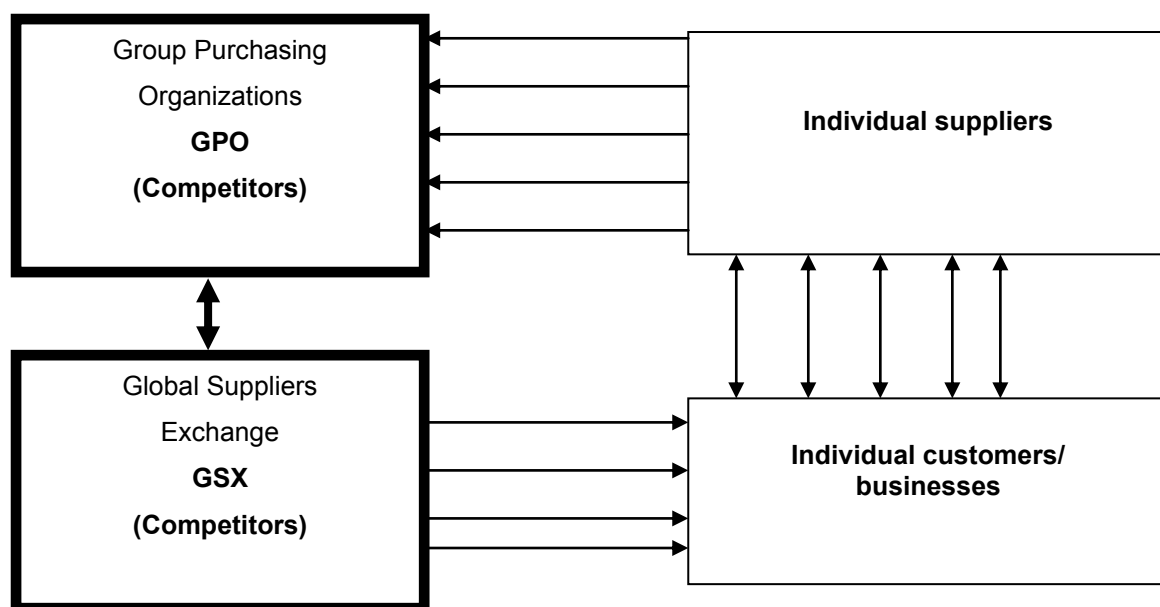 Group Purchasing
Organizations
GPO
(Competitors)
Individual suppliers
Global Suppliers
Exchange
GSX
(Competitors)
Individual customers/
businesses